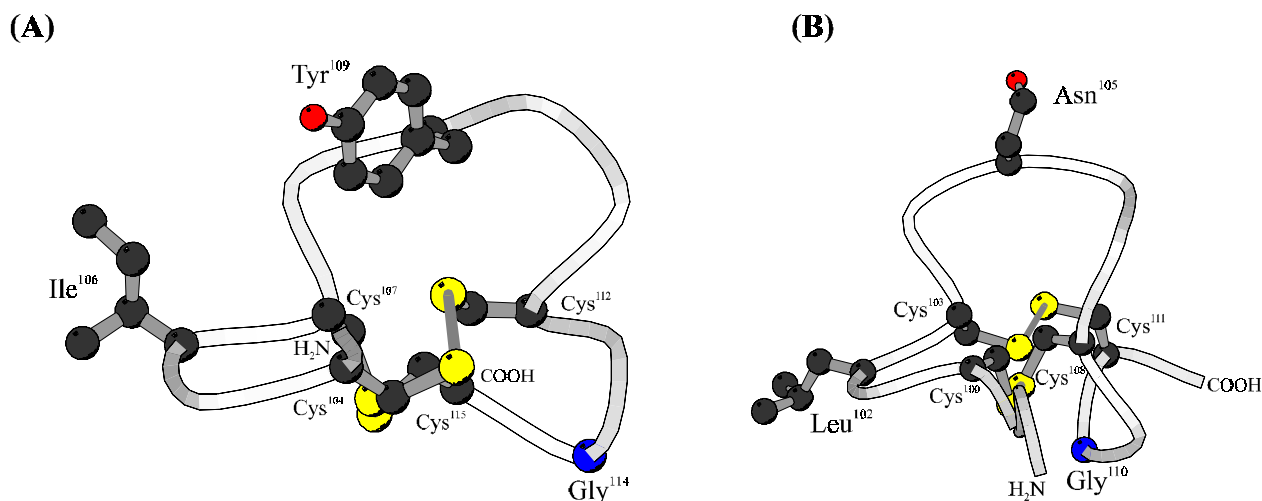 (A)
(B)
Tyr109
Asn105
Ile106
Cys107
Cys112
Cys103
Cys111
H2N
COOH
Cys108
COOH
Cys104
Cys115
Cys100
Leu102
Gly110
Gly114
H2N